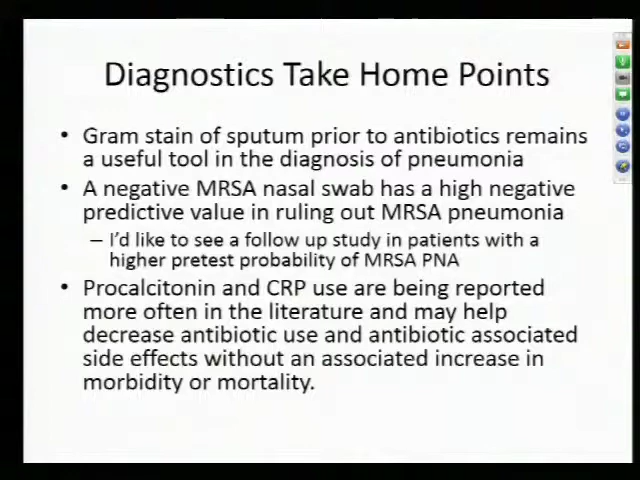 Diagnostics Take Home Points
• Gram stain of sputum prior to antibiotics remains
a useful tool in the diagnosis of pneumonia
• A negative MRSA nasal swab has a high negative
predictive value in ruling out MRSA pneumonia
– I'd like to see a follow up study in patients with a
higher pretest probability of MRSA PNA
• Procalcitonin and CRP use are being reported
more often in the literature and may help
decrease antibiotic use and antibiotic associated
side effects without an associated increase in
morbidity or mortality.